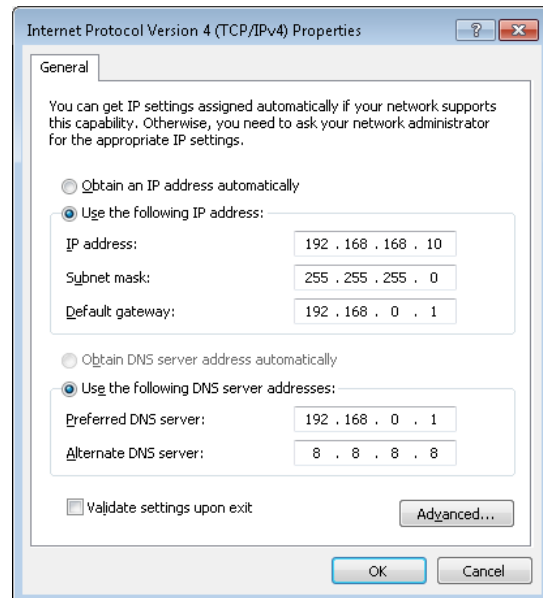 Internet Protocol Version 4 (TCP/IPv4) Properties
General
You can get IP settings assigned automatically if your network supports
this capability. Otherwise, you need to ask your network administrator
for the appropriate IP settings.
Obtain an IP address automatically
Use the following IP address:
IP address: 192 . 168 . 168 . 10
Subnet mask: 255 . 255 . 255 . 0
Default gateway: 192 . 168 . 0 . 1
Obtain DNS server address automatically
Use the following DNS server addresses:
Preferred DNS server: 192 . 168 . 0 . 1
Alternate DNS server: 8 . 8 . 8 . 8
Validate settings upon exit
Advanced...
OK Cancel